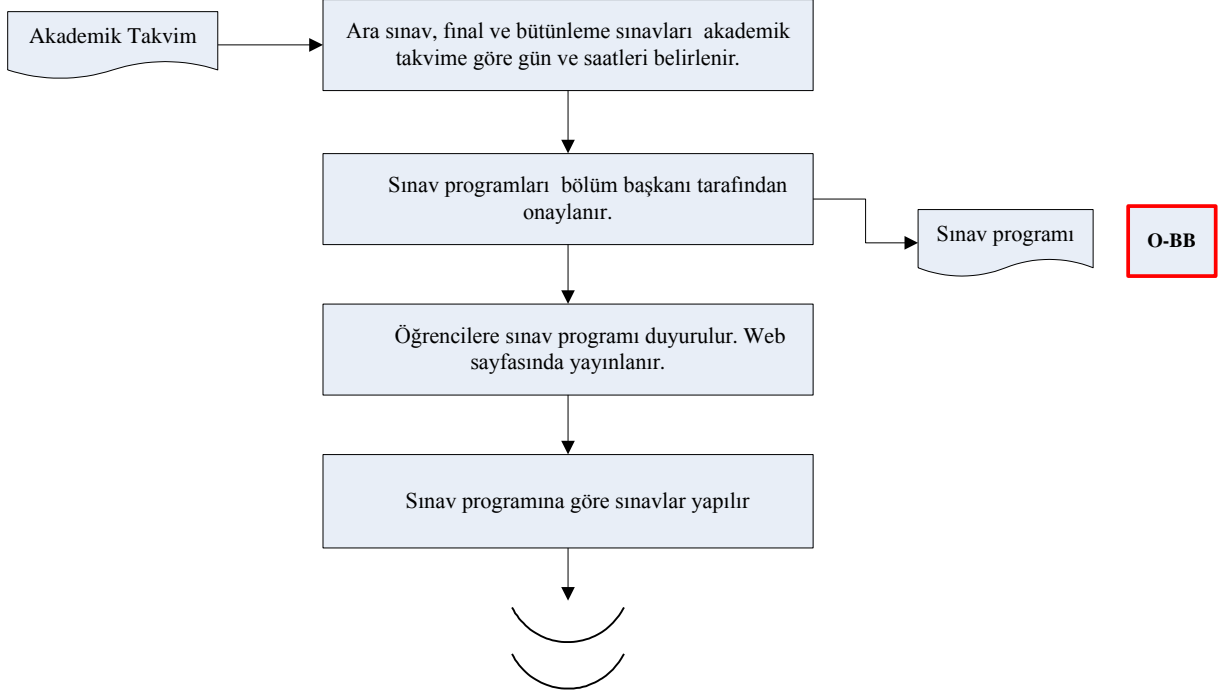 Akademik Takvim
Ara sınav, final ve bütünleme sınavları akademik
takvime göre gün ve saatleri belirlenir.
Sınav programları bölüm başkanı tarafından
onaylanır.
Sınav programı
O-BB
Öğrencilere sınav programı duyurulur. Web
sayfasında yayınlanır.
Sınav programına göre sınavlar yapılır